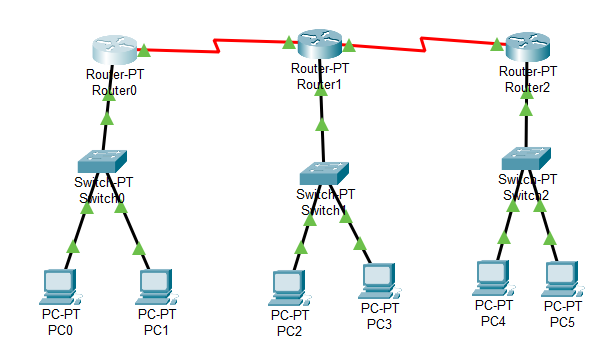 Router-PT
Router0
Router-PT
Router1
Router-PT
Router2
Switch-PT
Switch0
Switch-PT
Switch1
Switch-PT
Switch2
PC-PT
PC0
PC-PT
PC1
PC-PT
PC2
PC-PT
PC3
PC-PT
PC4
PC-PT
PC5